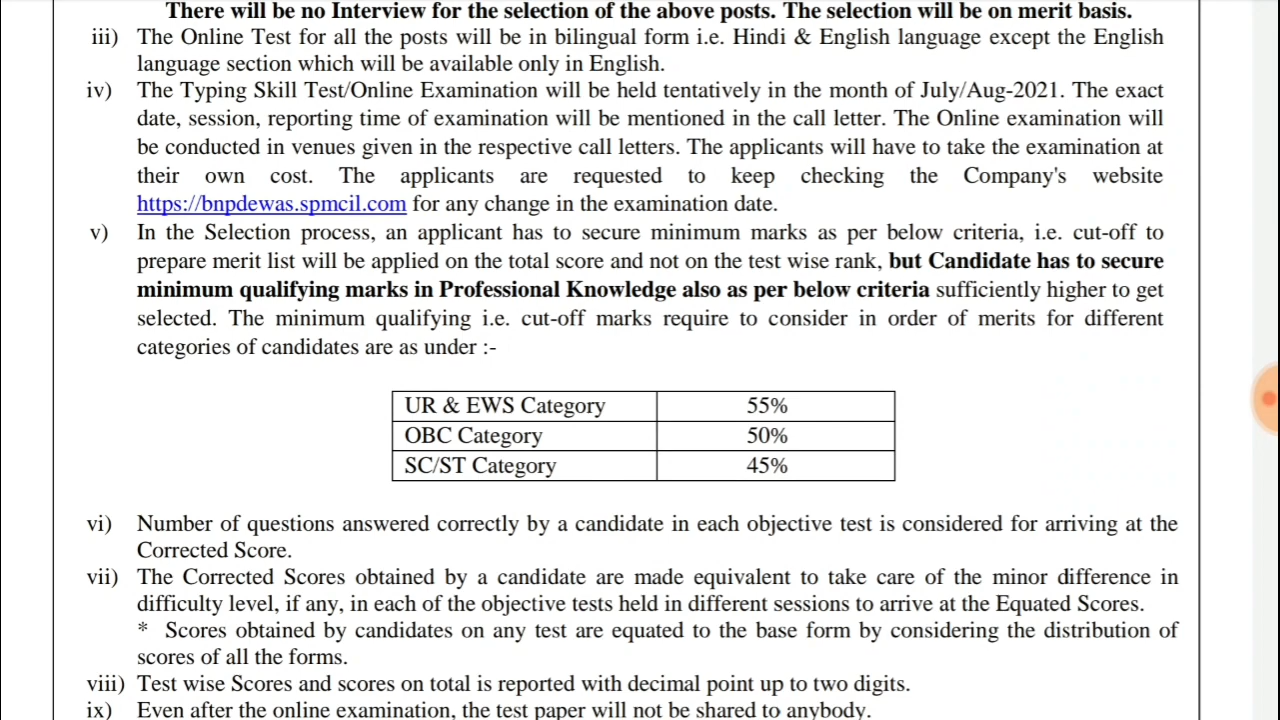 There will be no Interview for the selection of the above posts. The selection will be on merit basis.
iii) The Online Test for all the posts will be in bilingual form i.e. Hindi & English language except the English
language section which will be available only in English.
iv) The Typing Skill Test/Online Examination will be held tentatively in the month of July/Aug-2021. The exact
date, session, reporting time of examination will be mentioned in the call letter. The Online examination will
be conducted in venues given in the respective call letters. The applicants will have to take the examination at
their own cost. The applicants are requested to keep checking the Company's website
https://bnpdewas.spmcil.com for any change in the examination date.
v) In the Selection process, an applicant has to secure minimum marks as per below criteria, i.e. cut-off to
prepare merit list will be applied on the total score and not on the test wise rank, but Candidate has to secure
minimum qualifying marks in Professional Knowledge also as per below criteria sufficiently higher to get
selected. The minimum qualifying i.e. cut-off marks require to consider in order of merits for different
categories of candidates are as under :-
UR & EWS Category 55%
OBC Category 50%
SC/ST Category 45%
vi) Number of questions answered correctly by a candidate in each objective test is considered for arriving at the
Corrected Score.
vii) The Corrected Scores obtained by a candidate are made equivalent to take care of the minor difference in
difficulty level, if any, in each of the objective tests held in different sessions to arrive at the Equated Scores.
* Scores obtained by candidates on any test are equated to the base form by considering the distribution of
scores of all the forms.
viii) Test wise Scores and scores on total is reported with decimal point up to two digits.
ix) Even after the online examination, the test paper will not be shared to anybody.